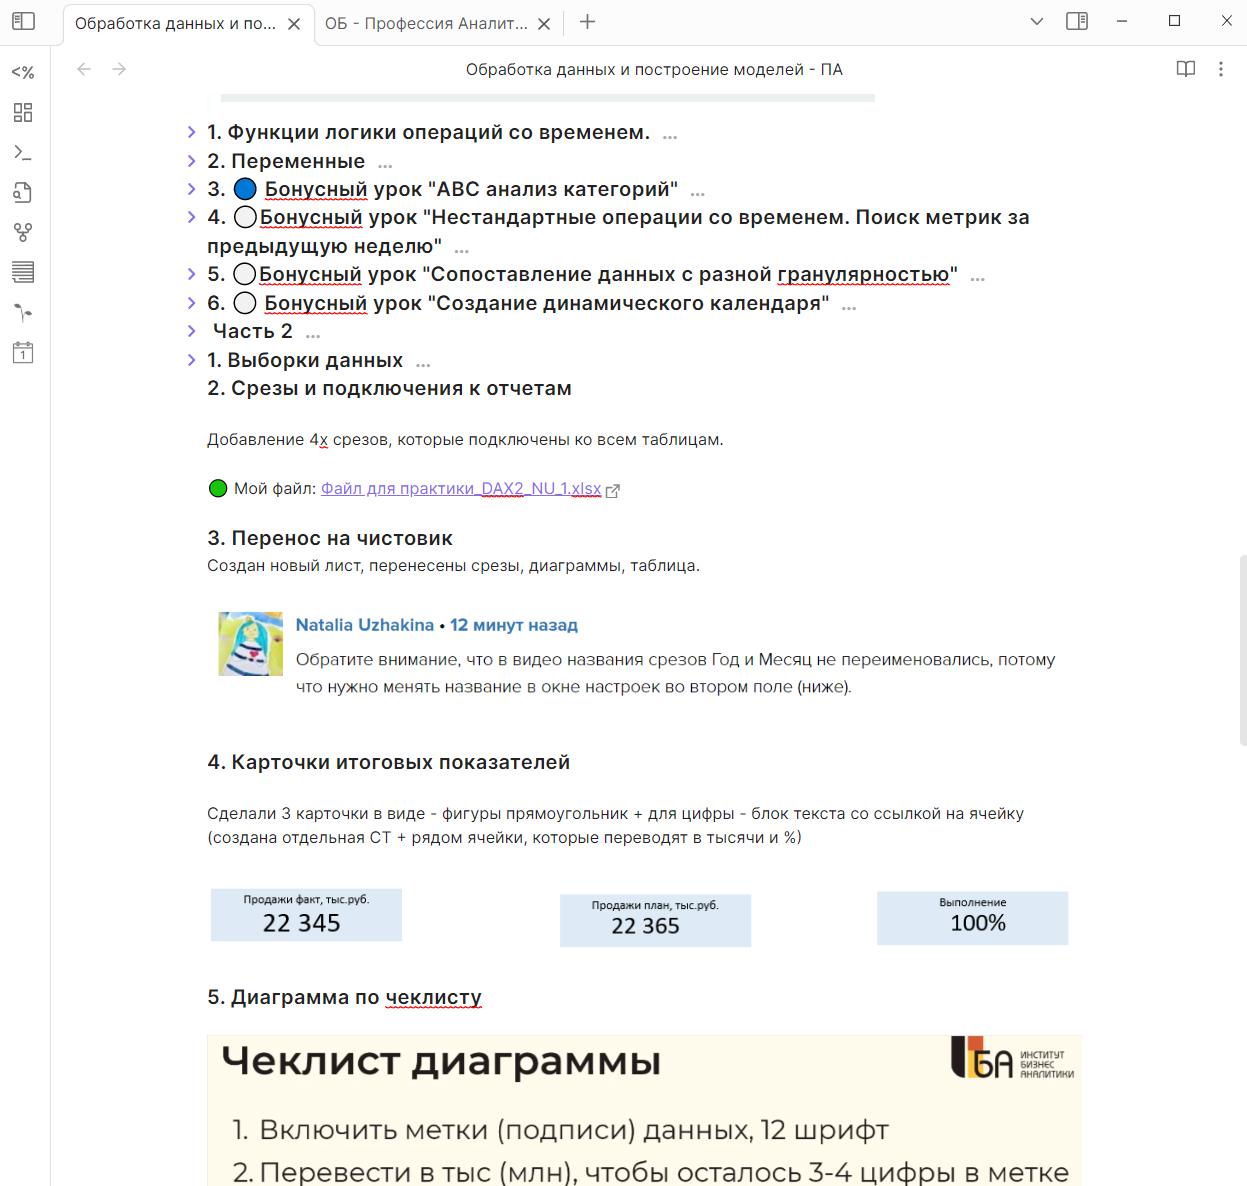 Обработка данных и по...
ОБ - Профессия Аналит...
Обработка данных и построение моделей - ПА
1. Функции логики операций со временем. ...
2. Переменные ...
3. Бонусный урок "ABC анализ категорий" ...
4. Бонусный урок "Нестандартные операции со временем. Поиск метрик за
предыдущую неделю" ...
5. Бонусный урок "Сопоставление данных с разной гранулярностью" ...
6. Бонусный урок "Создание динамического календаря" ...
Часть 2 ...
1. Выборки данных ...
2. Срезы и подключения к отчетам
Добавление 4х срезов, которые подключены ко всем таблицам.
Мой файл: Файл для практики_DAX2_NU_1.xlsx
3. Перенос на чистовик
Создан новый лист, перенесены срезы, диаграммы, таблица.
Natalia Uzhakina • 12 минут назад
Обратите внимание, что в видео названия срезов Год и Месяц не переименовались, потому
что нужно менять название в окне настроек во втором поле (ниже).
4. Карточки итоговых показателей
Сделали 3 карточки в виде - фигуры прямоугольник + для цифры - блок текста со ссылкой на ячейку
(создана отдельная СТ + рядом ячейки, которые переводят в тысячи и %)
Продажи факт, тыс.руб.
22 345
Продажи план, тыс.руб.
22 365
Выполнение
100%
5. Диаграмма по чеклисту
Чеклист диаграммы
БА ИНСТИТУТ
БИЗНЕС
АНАЛИТИКИ
1. Включить метки (подписи) данных, 12 шрифт
2. Перевести в тыс (млн), чтобы осталось 3-4 цифры в метке
<%
1